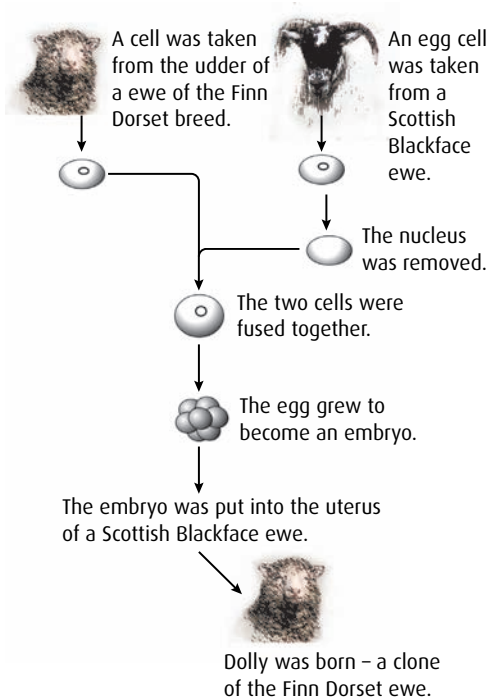 A cell was taken
from the udder of
a ewe of the Finn
Dorset breed.
An egg cell
was taken
from a
Scottish
Blackface
ewe.
The nucleus
was removed.
The two cells were
fused together.
The egg grew to
become an embryo.
The embryo was put into the uterus
of a Scottish Blackface ewe.
Dolly was born – a clone
of the Finn Dorset ewe.